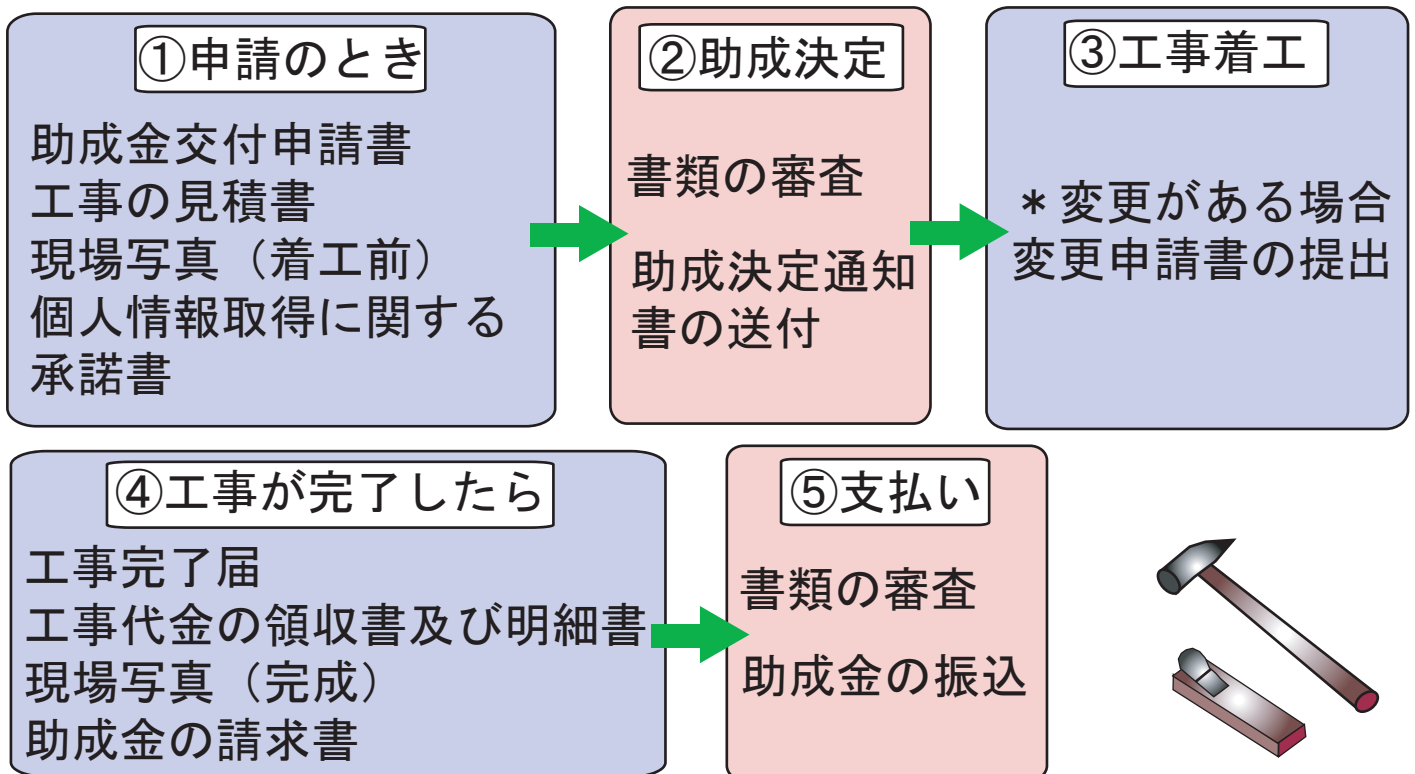 ①申請のとき
助成金交付申請書
工事の見積書
現場写真（着工前）
個人情報取得に関する
承諾書
②助成決定
書類の審査
助成決定通知
書の送付
③工事着工
＊変更がある場合
変更申請書の提出
④工事が完了したら
工事完了届
工事代金の領収書及び明細書
現場写真（完成）
助成金の請求書
⑤支払い
書類の審査
助成金の振込